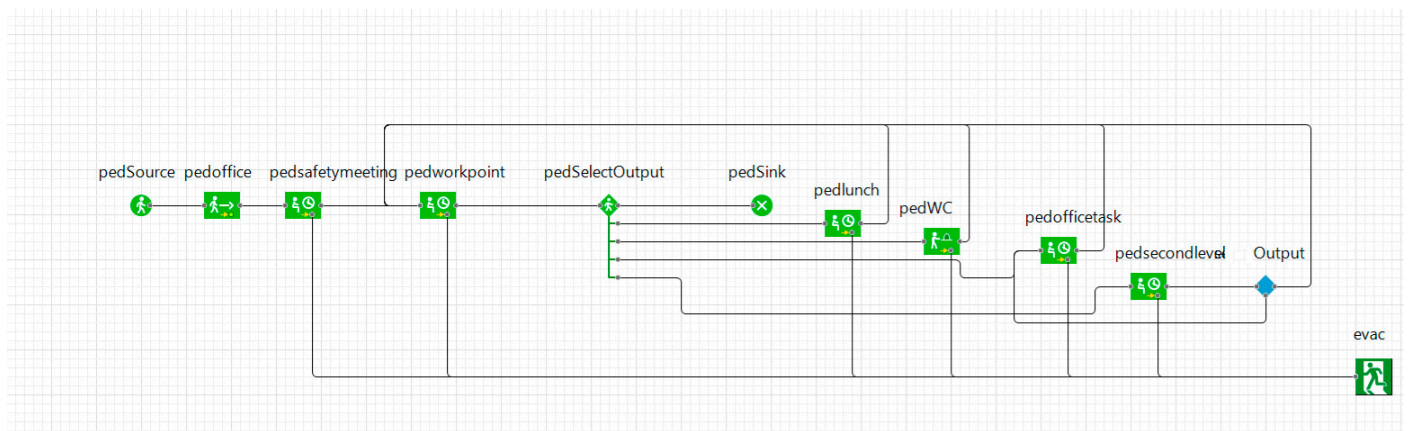 pedSource pedoffice pedsafetymeeting pedworkpoint pedSelectOutput pedSink
pedlunch
pedWC
pedofficetask
pedsecondlevel Output
evac